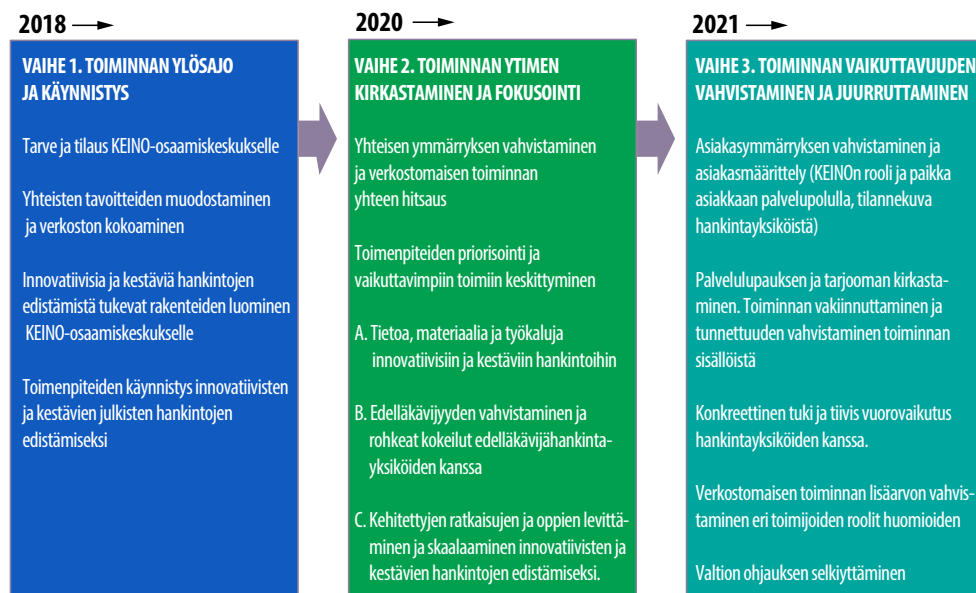 2018
VAIHE 1. TOIMINNAN YLÖSAJO
JA KÄYNNISTYS
Tarve ja tilaus KEINO-osaamiskeskukselle
Yhteisten tavoitteiden muodostaminen
ja verkoston kokoaminen
Innovatiivisia ja kestäviä hankintojen
edistämistä tukevat rakenteiden luominen
KEINO-osaamiskeskukselle
Toimenpiteiden käynnistys innovatiivisten
ja kestävien julkisten hankintojen
edistämiseksi
2020
VAIHE 2. TOIMINNAN YTIMEN
KIRKASTAMINEN JA FOKUSOINTI
Yhteisen ymmärryksen vahvistaminen
ja verkostomaisen toiminnan
yhteen hitsaus
Toimenpiteiden priorisointi ja
vaikuttavimpiin toimiin keskittyminen
A. Tietoa, materiaalia ja työkaluja
innovatiivisiin ja kestäviin hankintoihin
B. Edelläkävijyyden vahvistaminen ja
rohkeat kokeilut edelläkävijähankinta-
yksiköiden kanssa
C. Kehitettyjen ratkaisujen ja oppien levittä-
minen ja skaalaaminen innovatiivisten ja
kestävien hankintojen edistämiseksi.
2021
VAIHE 3. TOIMINNAN VAIKUTTAVUUDEN
VAHVISTAMINEN JA JUURRUTTAMINEN
Asiakasymmärryksen vahvistaminen ja
asiakasmäärittely (KEINOn rooli ja paikka
asiakkaan palvelupolulla, tilannekuva
hankintayksiköistä)
Palvelulupauksen ja tarjooman kirkasta-
minen. Toiminnan vakiinnuttaminen ja
tunnettuuden vahvistaminen toiminnan
sisällöistä
Konkreettinen tuki ja tiivis vuorovaikutus
hankintayksiköiden kanssa.
Verkostomaisen toiminnan lisäarvon vahvis-
taminen eri toimijoiden roolit huomioiden
Valtion ohjauksen selkiyttäminen